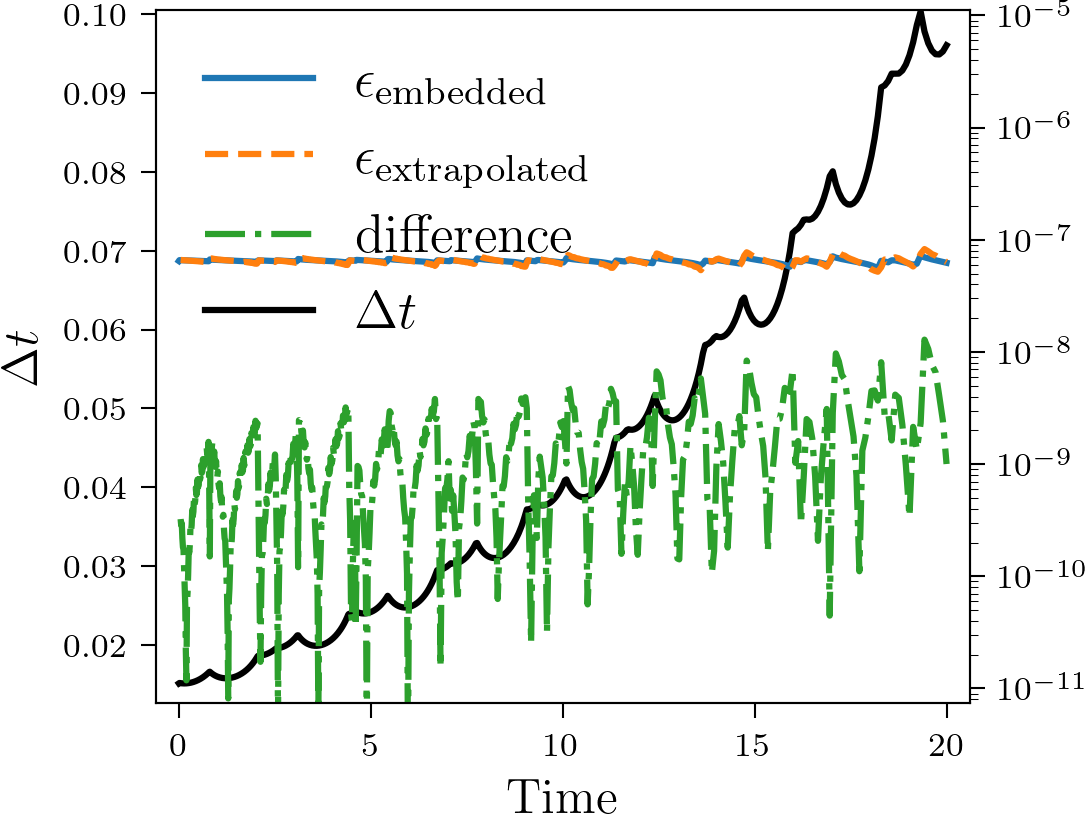 0.10
0.09
0.08
0.07
0.06
0.05
0.04
0.03
0.02
Δt
ϵembedded
ϵextrapolated
difference
Δt
10⁻⁵
10⁻⁶
10⁻⁷
10⁻⁸
10⁻⁹
10⁻¹⁰
10⁻¹¹
0 5 10 15 20
Time